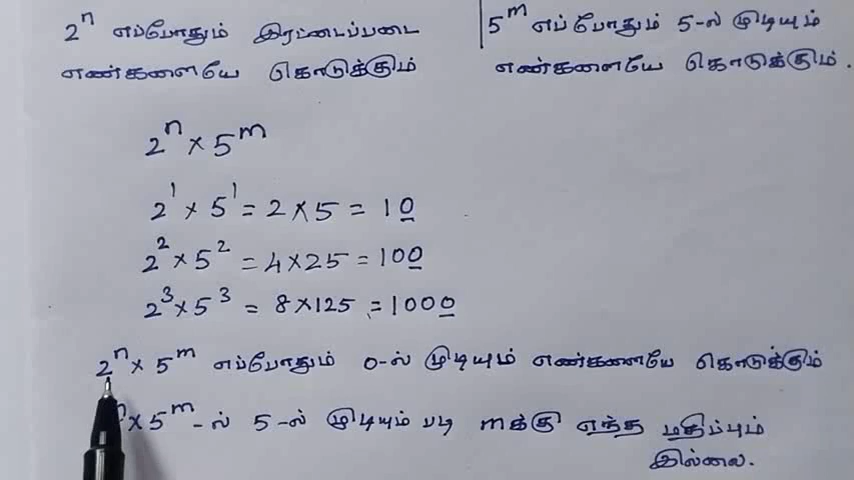 2ⁿ எப்போதும் இரட்டைப்படை
எண்களையே கொடுக்கும்
5ᵐ எப்போதும் 5-ல் முடியும்
எண்களையே கொடுக்கும்.
2ⁿ × 5ᵐ
2¹ × 5¹ = 2 × 5 = 10
2² × 5² = 4 × 25 = 100
2³ × 5³ = 8 × 125 = 1000
2ⁿ × 5ᵐ எப்போதும் 0-ல் முடியும் எண்களையே கொடுக்கும்
ⁿ × 5ᵐ - ல் 5-ல் முடியும் படி mக்கு எந்த மதிப்பும்
இல்லை.